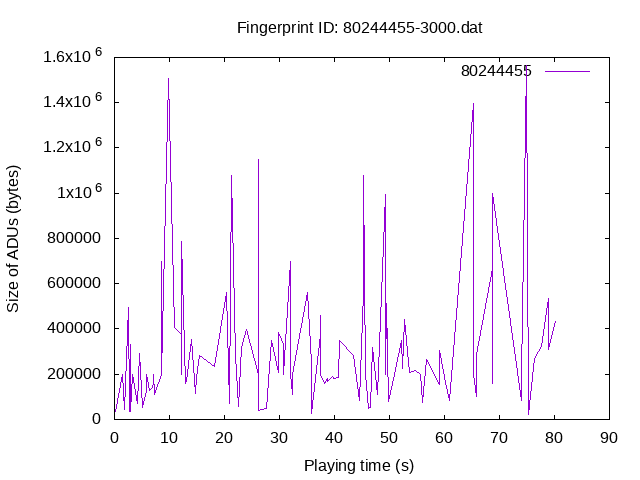 Fingerprint ID: 80244455-3000.dat
80244455
1.6x10 6
1.4x10 6
1.2x10 6
1x10 6
800000
600000
400000
200000
0
Size of ADUs (bytes)
0 10 20 30 40 50 60 70 80 90
Playing time (s)